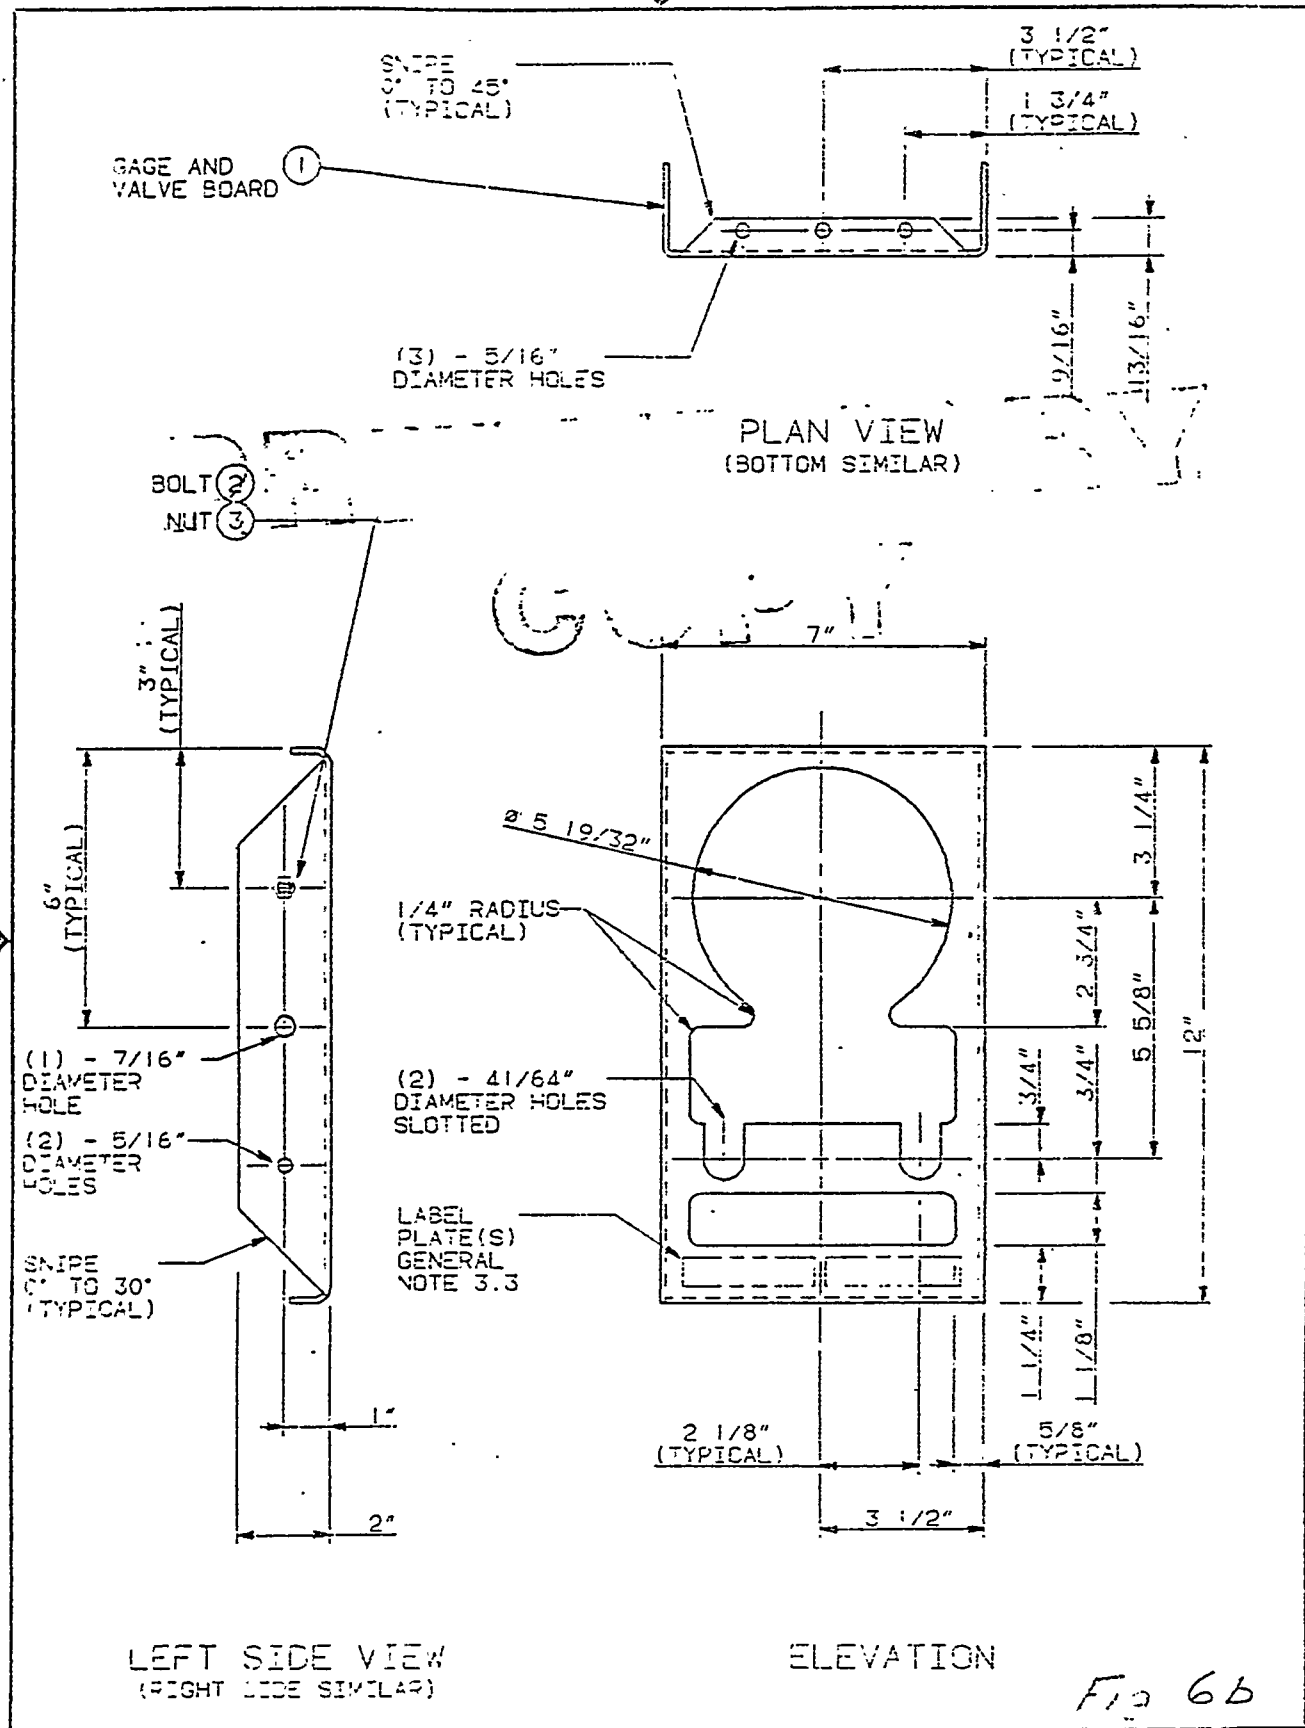 3 1/2"
(TYPICAL)
SNIPE
0° TO 45°
(TYPICAL)
1 3/4"
(TYPICAL)
GAGE AND
VALVE BOARD
1
9/16"
13/16"
(3) - 5/16"
DIAMETER HOLES
PLAN VIEW
(BOTTOM SIMILAR)
BOLT 2
NUT 3
COPY
7"
3"
(TYPICAL)
6"
(TYPICAL)
ø 5 19/32"
3 1/4"
1/4" RADIUS
(TYPICAL)
2 3/4"
5 5/8"
12"
(1) - 7/16"
DIAMETER
HOLE
(2) - 41/64"
DIAMETER HOLES
SLOTTED
3/4"
3/4"
(2) - 5/16"
DIAMETER
HOLES
LABEL
PLATE(S)
GENERAL
NOTE 3.3
SNIPE
0° TO 30°
(TYPICAL)
1 1/4"
1 1/8"
1"
2 1/8"
(TYPICAL)
5/8"
(TYPICAL)
2"
3 1/2"
LEFT SIDE VIEW
(RIGHT SIDE SIMILAR)
ELEVATION
Fig 6b